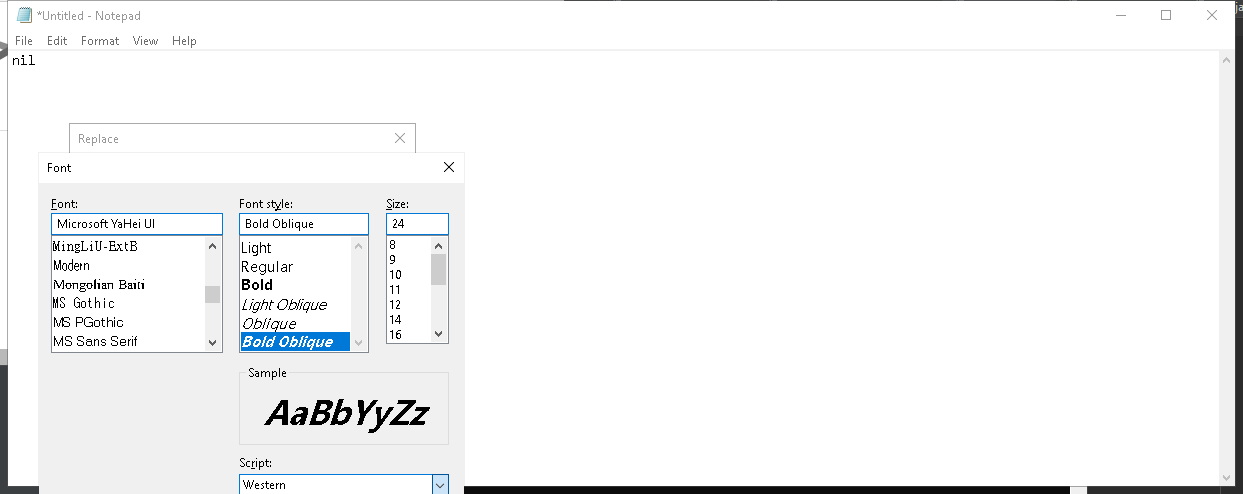 *Untitled - Notepad
File Edit Format View Help
nil
Replace
Font
Font: Font style: Size:
Microsoft YaHei UI Bold Oblique 24
MingLiU-ExtB Light 8
Modern Regular 9
Mongolian Baiti Bold 10
MS Gothic Light Oblique 11
MS PGothic Oblique 12
MS Sans Serif Bold Oblique 14
16
Sample
AaBbYyZz
Script:
Western